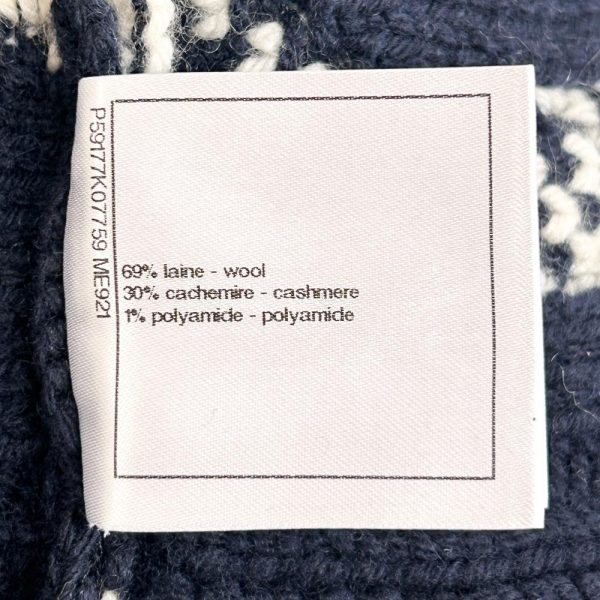 P59177K07759 ME921
69% laine - wool
30% cachemire - cashmere
1% polyamide - polyamide